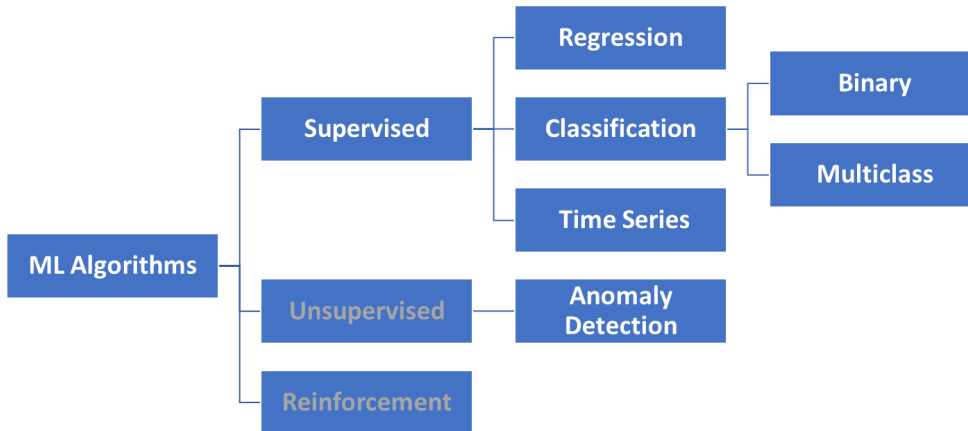 Regression
Binary
Supervised
Classification
Multiclass
Time Series
ML Algorithms
Unsupervised
Anomaly
Detection
Reinforcement